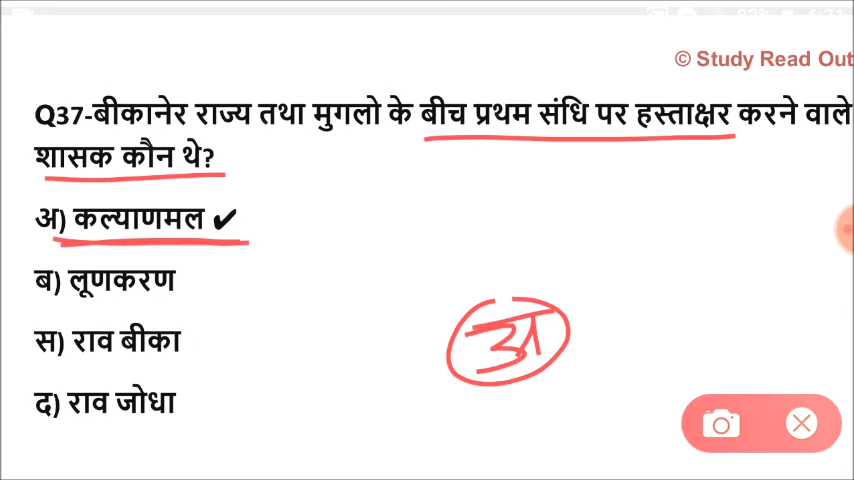 © Study Read Out
Q37-बीकानेर राज्य तथा मुगलो के बीच प्रथम संधि पर हस्ताक्षर करने वाले
शासक कौन थे?
अ) कल्याणमल ✔
ब) लूणकरण
स) राव बीका
द) राव जोधा
अ